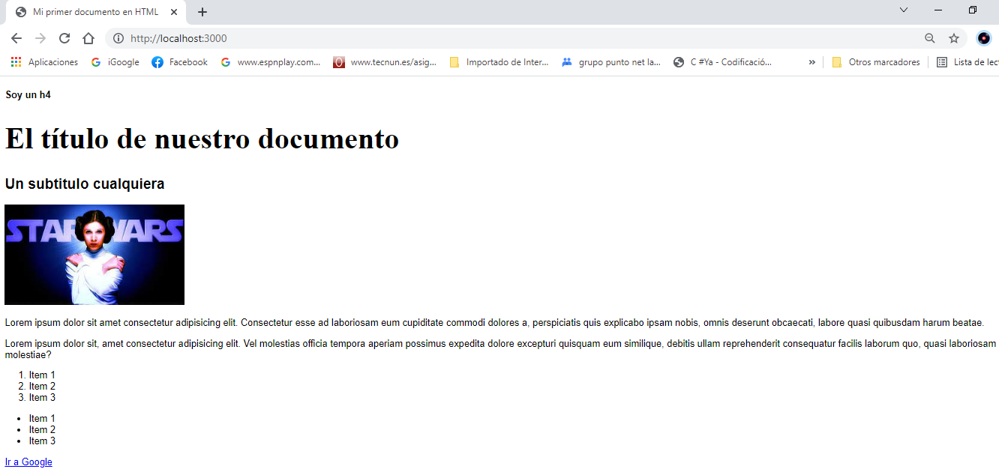 Mi primer documento en HTML
http://localhost:3000
Aplicaciones
iGoogle
Facebook
www.espnplay.com...
www.tecnun.es/asig...
Importado de Inter...
grupo punto net la...
C #Ya - Codificació...
»
Otros marcadores
Lista de lec
Soy un h4
El título de nuestro documento
Un subtitulo cualquiera
STAR WARS
Lorem ipsum dolor sit amet consectetur adipisicing elit. Consectetur esse ad laboriosam eum cupiditate commodi dolores a, perspiciatis quis explicabo ipsam nobis, omnis deserunt obcaecati, labore quasi quibusdam harum beatae.
Lorem ipsum dolor sit, amet consectetur adipisicing elit. Vel molestias officia tempora aperiam possimus expedita dolore excepturi quisquam eum similique, debitis ullam reprehenderit consequatur facilis laborum quo, quasi laboriosam
molestiae?
1. Item 1
2. Item 2
3. Item 3
• Item 1
• Item 2
• Item 3
Ir a Google